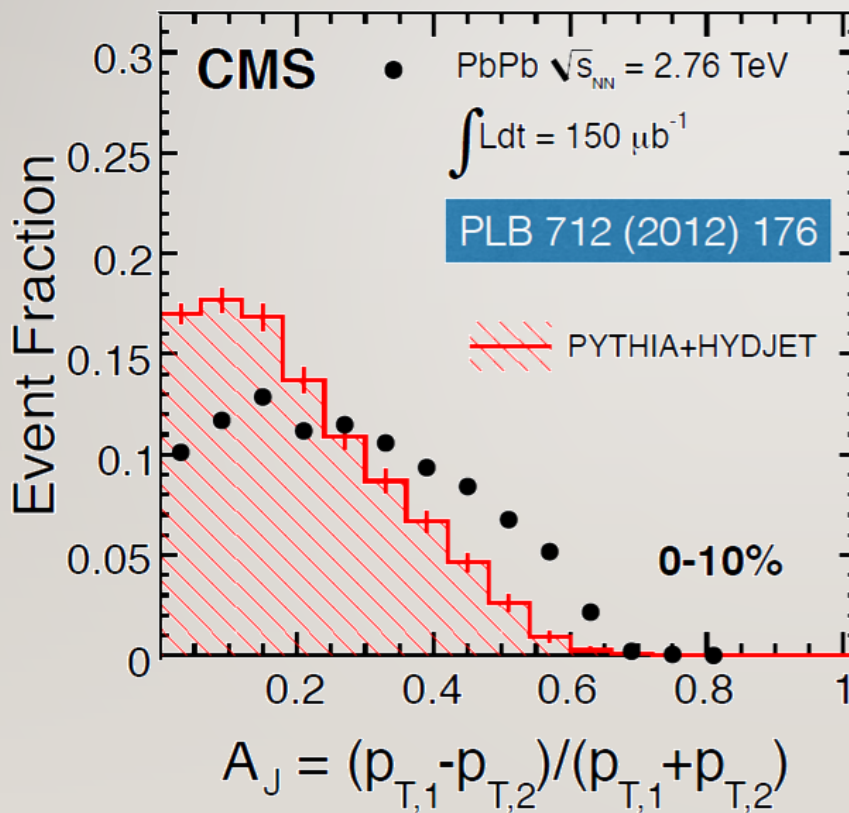 CMS
PbPb √s_NN = 2.76 TeV
∫Ldt = 150 μb⁻¹
PLB 712 (2012) 176
PYTHIA+HYDJET
0-10%
Event Fraction
0.3
0.25
0.2
0.15
0.1
0.05
0
0.2 0.4 0.6 0.8 1
A_J = (p_T,1-p_T,2)/(p_T,1+p_T,2)